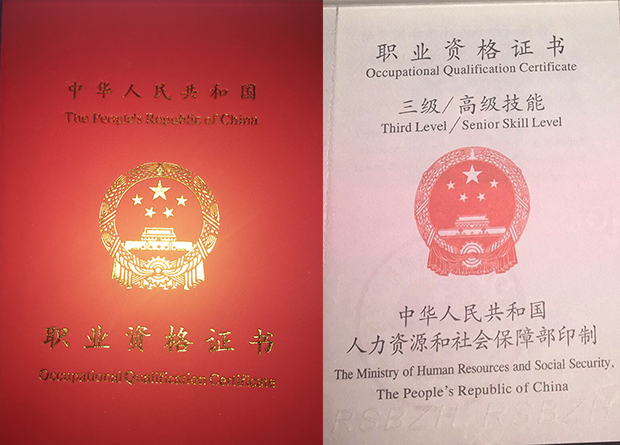 中华人民共和国
The People's Republic of China
职业资格证书
Occupational Qualification Certificate
职业资格证书
Occupational Qualification Certificate
三级/高级技能
Third Level/Senior Skill Level
中华人民共和国
人力资源和社会保障部印制
The Ministry of Human Resources and Social Security,
The People's Republic of China
RSBZH RSBZH